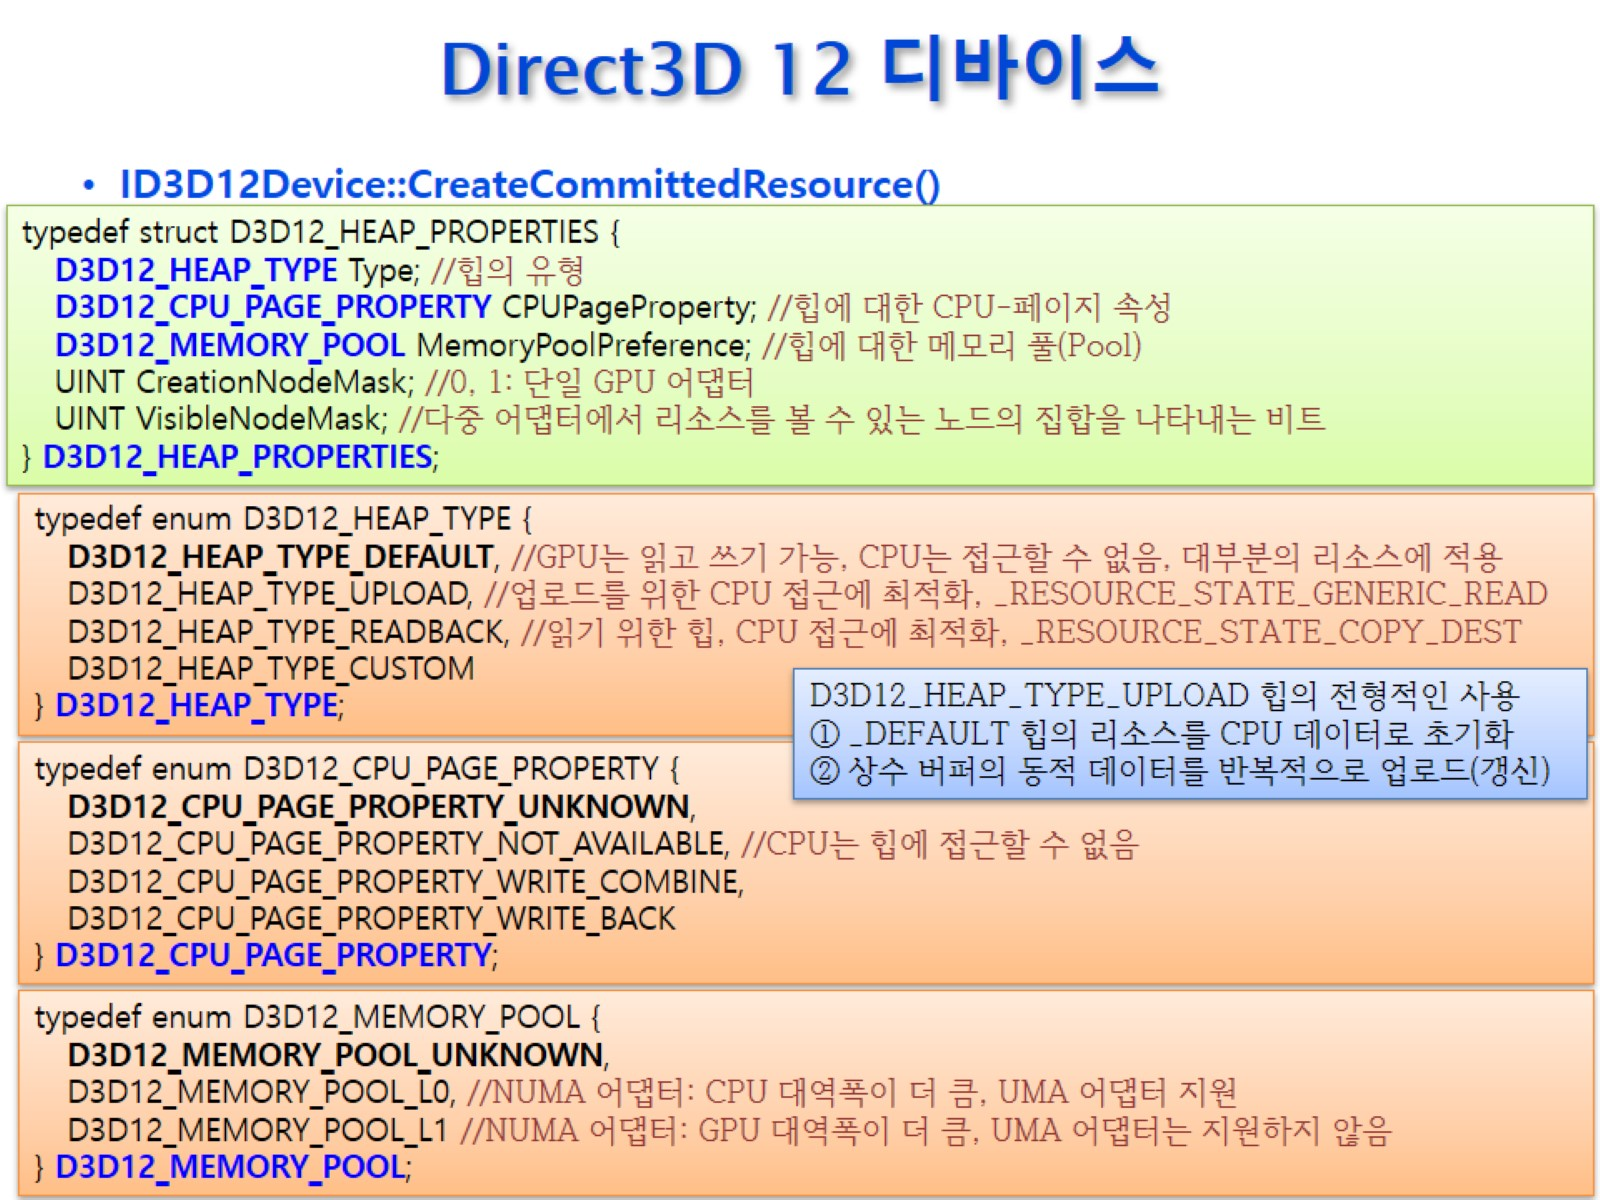 Direct3D 12 디바이스
• ID3D12Device::CreateCommittedResource()
typedef struct D3D12_HEAP_PROPERTIES {
D3D12_HEAP_TYPE Type; //힙의 유형
D3D12_CPU_PAGE_PROPERTY CPUPageProperty; //힙에 대한 CPU-페이지 속성
D3D12_MEMORY_POOL MemoryPoolPreference; //힙에 대한 메모리 풀(Pool)
UINT CreationNodeMask; //0, 1: 단일 GPU 어댑터
UINT VisibleNodeMask; //다중 어댑터에서 리소스를 볼 수 있는 노드의 집합을 나타내는 비트
} D3D12_HEAP_PROPERTIES;
typedef enum D3D12_HEAP_TYPE {
D3D12_HEAP_TYPE_DEFAULT, //GPU는 읽고 쓰기 가능, CPU는 접근할 수 없음, 대부분의 리소스에 적용
D3D12_HEAP_TYPE_UPLOAD, //업로드를 위한 CPU 접근에 최적화, _RESOURCE_STATE_GENERIC_READ
D3D12_HEAP_TYPE_READBACK, //읽기 위한 힙, CPU 접근에 최적화, _RESOURCE_STATE_COPY_DEST
D3D12_HEAP_TYPE_CUSTOM
} D3D12_HEAP_TYPE;
D3D12_HEAP_TYPE_UPLOAD 힙의 전형적인 사용
① _DEFAULT 힙의 리소스를 CPU 데이터로 초기화
② 상수 버퍼의 동적 데이터를 반복적으로 업로드(갱신)
typedef enum D3D12_CPU_PAGE_PROPERTY {
D3D12_CPU_PAGE_PROPERTY_UNKNOWN,
D3D12_CPU_PAGE_PROPERTY_NOT_AVAILABLE, //CPU는 힙에 접근할 수 없음
D3D12_CPU_PAGE_PROPERTY_WRITE_COMBINE,
D3D12_CPU_PAGE_PROPERTY_WRITE_BACK
} D3D12_CPU_PAGE_PROPERTY;
typedef enum D3D12_MEMORY_POOL {
D3D12_MEMORY_POOL_UNKNOWN,
D3D12_MEMORY_POOL_L0, //NUMA 어댑터: CPU 대역폭이 더 큼, UMA 어댑터 지원
D3D12_MEMORY_POOL_L1 //NUMA 어댑터: GPU 대역폭이 더 큼, UMA 어댑터는 지원하지 않음
} D3D12_MEMORY_POOL;